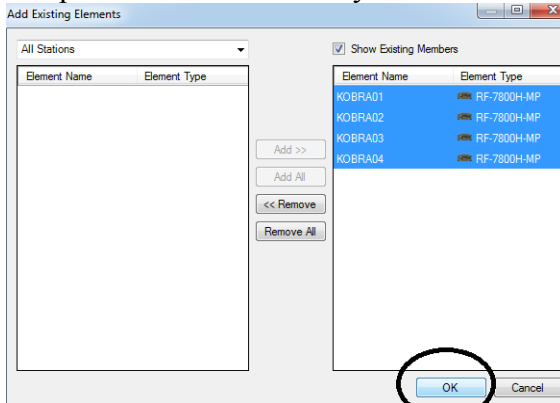 Add Existing Elements
All Stations
Show Existing Members
Element Name Element Type
Element Name Element Type
KOBRA01 RF-7800H-MP
KOBRA02 RF-7800H-MP
KOBRA03 RF-7800H-MP
KOBRA04 RF-7800H-MP
Add >>
Add All
<< Remove
Remove All
OK
Cancel